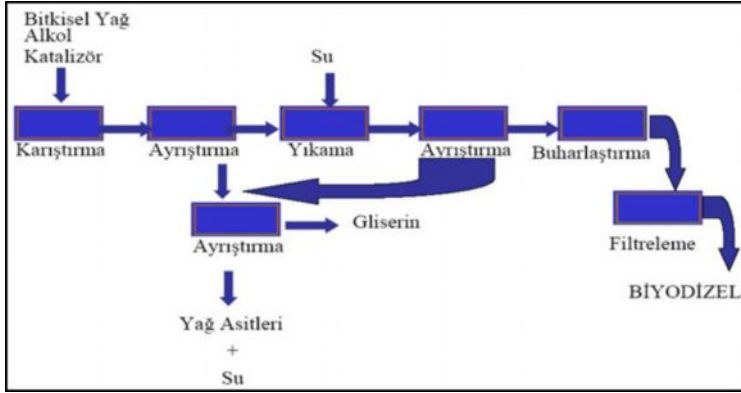 Bitkisel Yağ
Alkol
Katalizör
Su
Karıştırma
Ayrıştırma
Yıkama
Ayrıştırma
Buharlaştırma
Ayrıştırma
Gliserin
Filtreleme
BİYODİZEL
Yağ Asitleri
+
Su